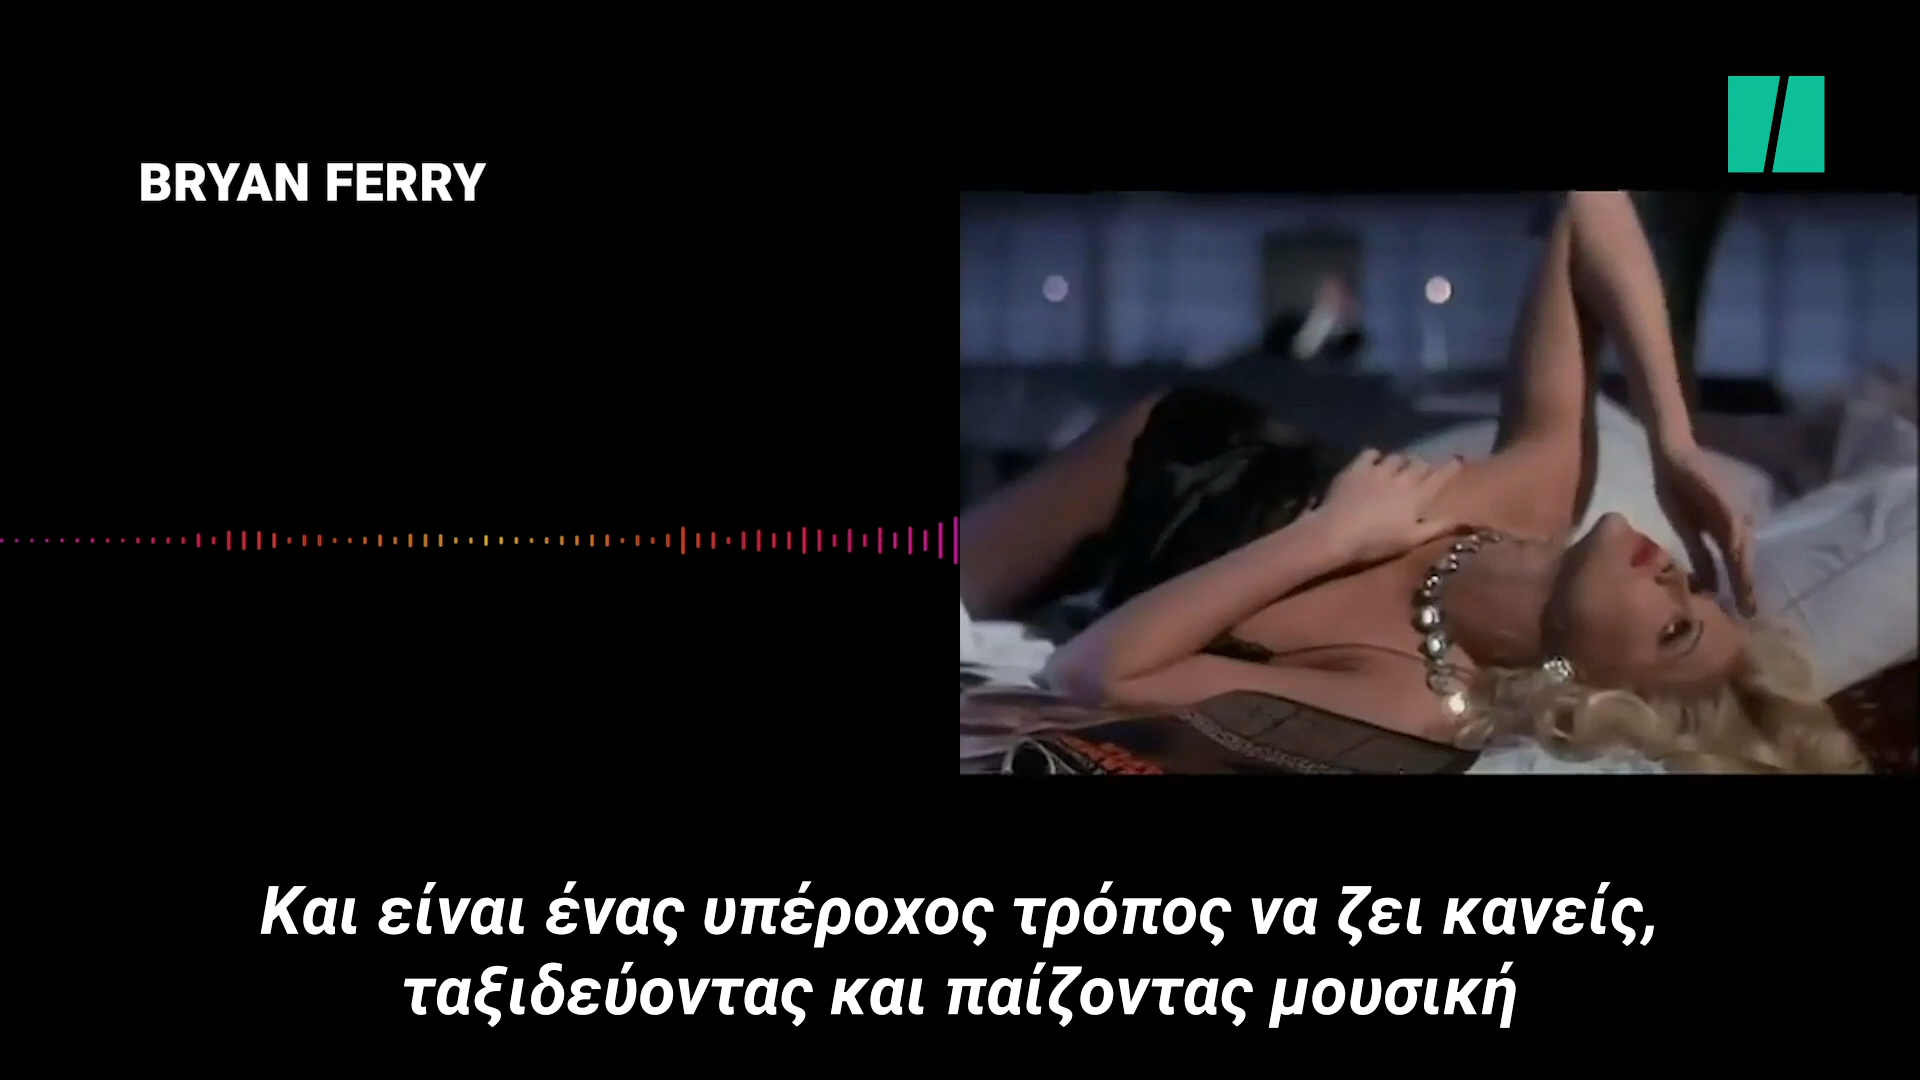 BRYAN FERRY
Και είναι ένας υπέροχος τρόπος να ζει κανείς,
ταξιδεύοντας και παίζοντας μουσική